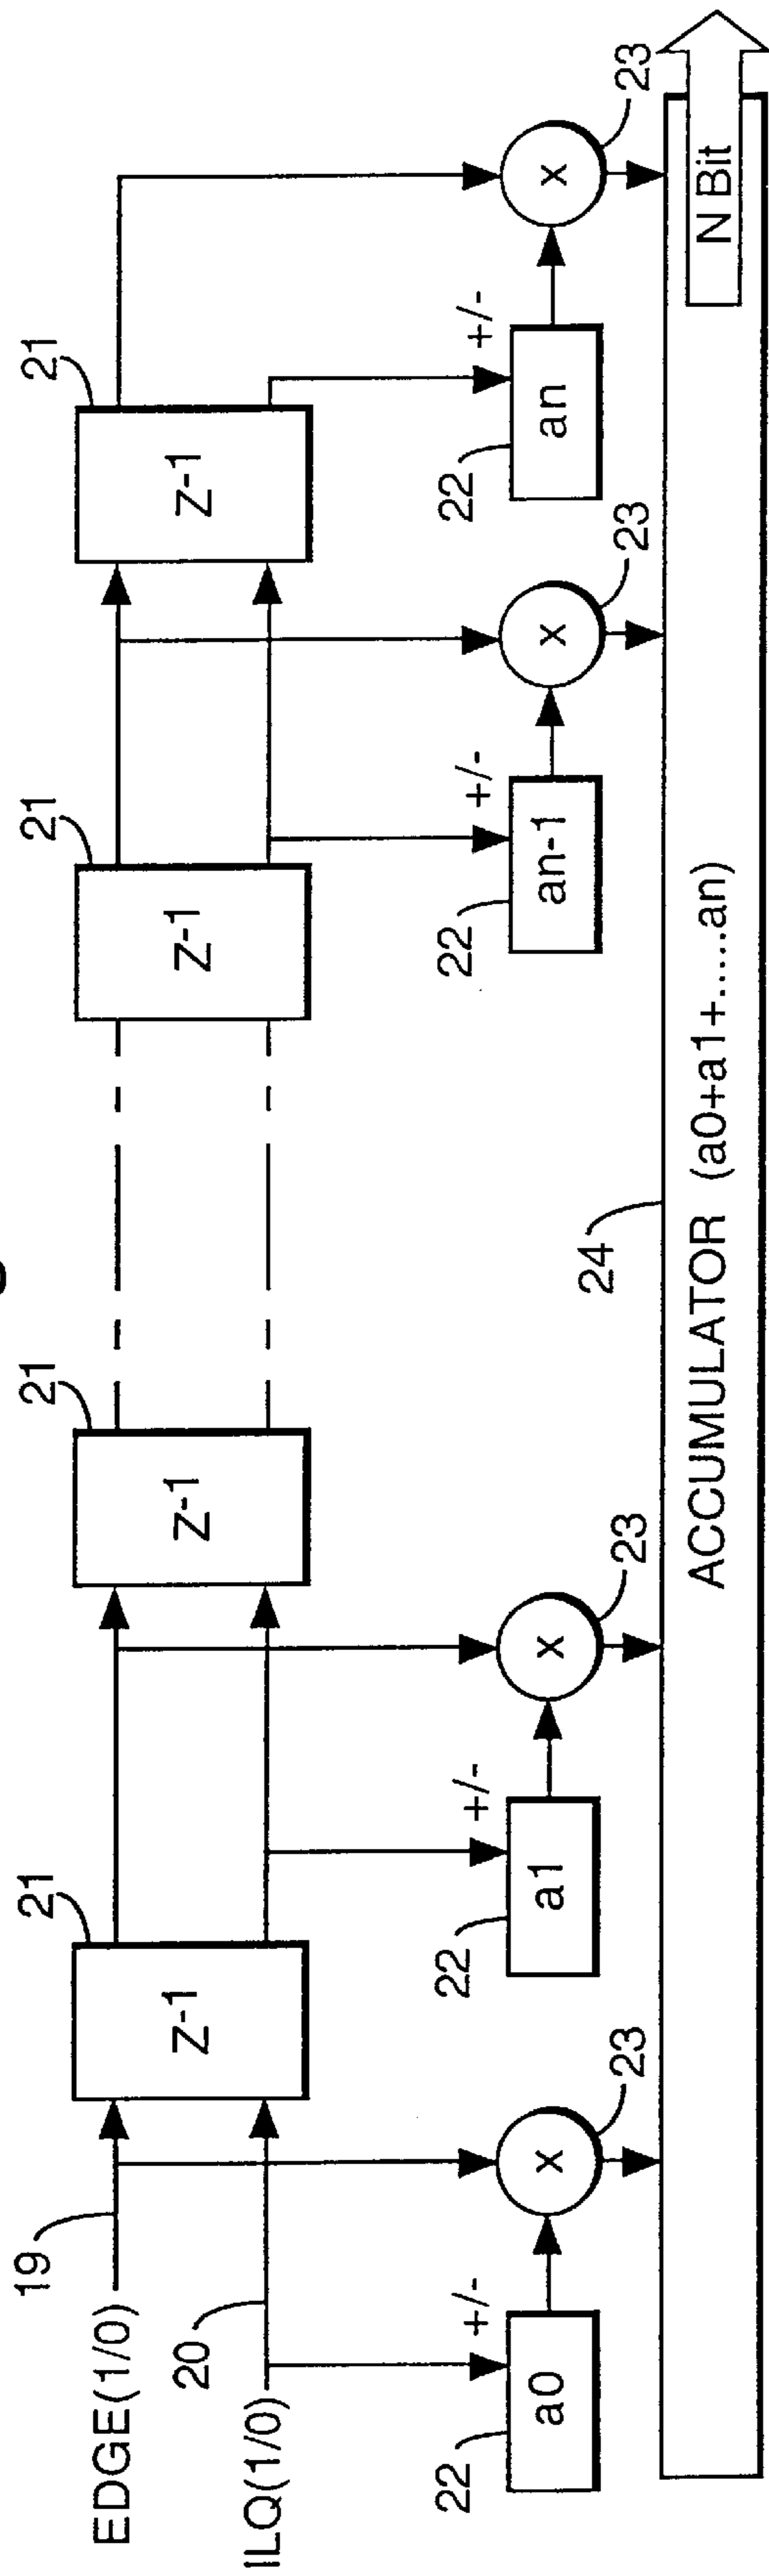 EDGE(1/0)
19
ILQ(1/0)
20
21
21
21
21
Z-1
Z-1
Z-1
Z-1
+/-
+/-
+/-
+/-
22
22
22
22
a0
a1
an-1
an
x
x
x
x
23
23
23
23
24
ACCUMULATOR (a0+a1+......an)
N Bit